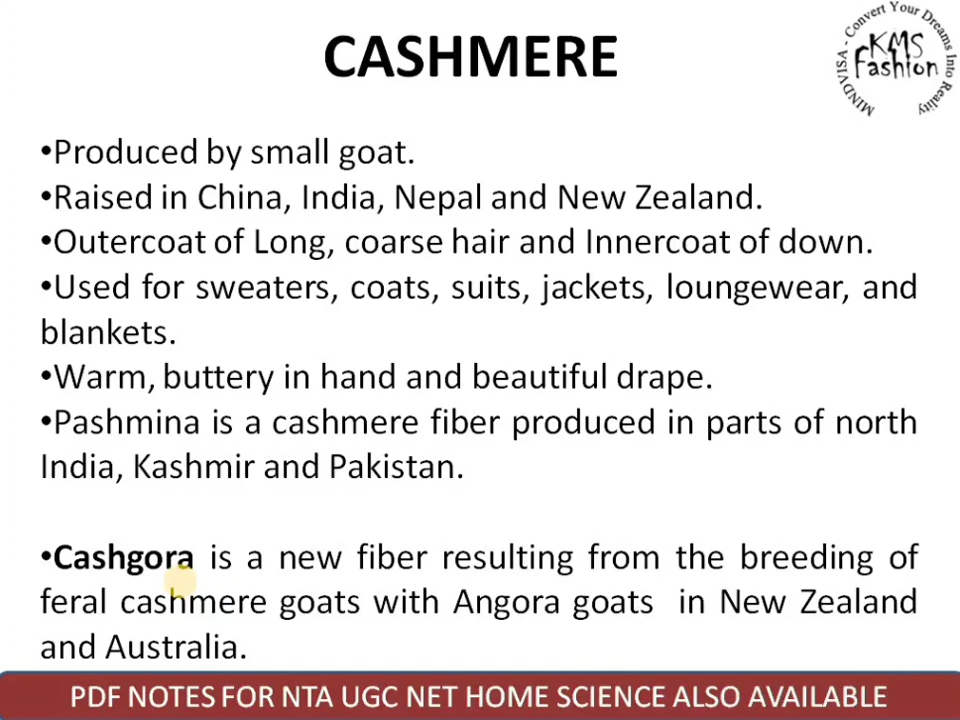 CASHMERE
MINDVISA - Convert Your Dreams Into Reality
KMS
Fashion
•Produced by small goat.
•Raised in China, India, Nepal and New Zealand.
•Outercoat of Long, coarse hair and Innercoat of down.
•Used for sweaters, coats, suits, jackets, loungewear, and
blankets.
•Warm, buttery in hand and beautiful drape.
•Pashmina is a cashmere fiber produced in parts of north
India, Kashmir and Pakistan.
•Cashgora is a new fiber resulting from the breeding of
feral cashmere goats with Angora goats in New Zealand
and Australia.
PDF NOTES FOR NTA UGC NET HOME SCIENCE ALSO AVAILABLE